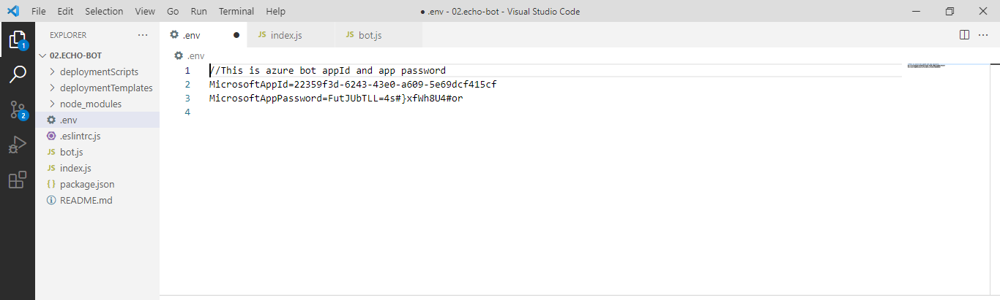 File Edit Selection View Go Run Terminal Help ● .env - 02.echo-bot - Visual Studio Code
EXPLORER ··· .env ● JS index.js JS bot.js ···
1
2
02.ECHO-BOT
deploymentScripts
deploymentTemplates
node_modules
.env
.eslintrc.js
JS bot.js
JS index.js
{} package.json
README.md
.env
1 //This is azure bot appId and app password
2 MicrosoftAppId=22359f3d-6243-43e0-a609-5e69dcf415cf
3 MicrosoftAppPassword=FutJUbTLL=4s#}xfWh8U4#or
4